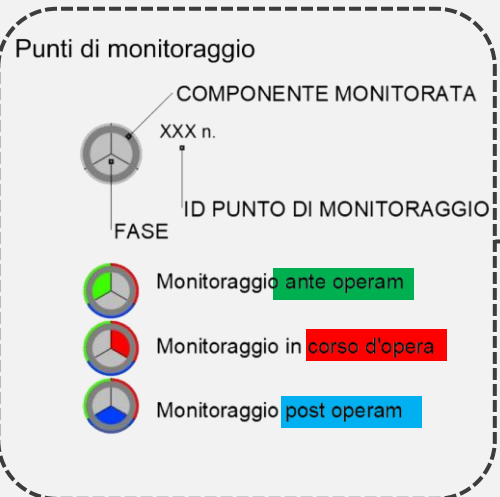 Punti di monitoraggio
COMPONENTE MONITORATA
XXX n.
ID PUNTO DI MONITORAGGIO
FASE
Monitoraggio ante operam
Monitoraggio in corso d'opera
Monitoraggio post operam